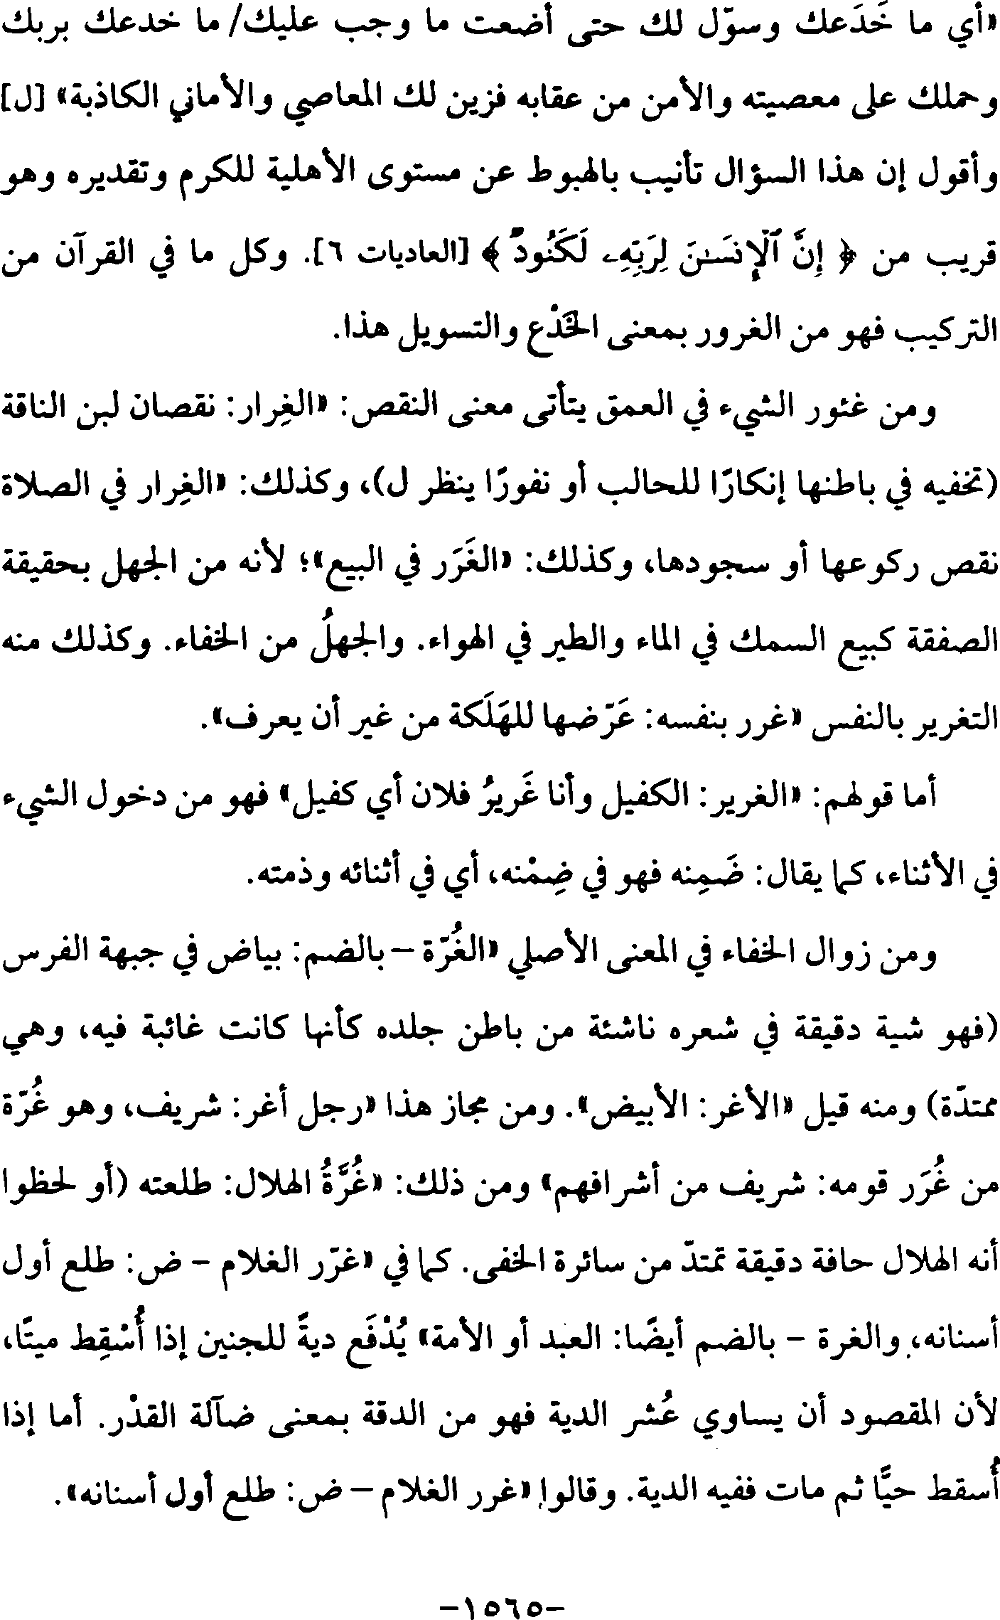 «أي ما خَدَعك وسوّل لك حتى أضعت ما وجب عليك/ ما خدعك بربك
وحملك على معصيته والأمن من عقابه فزين لك المعاصي والأماني الكاذبة» [ل]
وأقول إن هذا السؤال تأنيب بالهبوط عن مستوى الأهلية للكرم وتقديره وهو
قريب من ﴿ إِنَّ ٱلْإِنسَـٰنَ لِرَبِّهِۦ لَكَنُودٌ ﴾ [العاديات ٦]. وكل ما في القرآن من
التركيب فهو من الغرور بمعنى الخَدْع والتسويل هذا.
ومن غئور الشيء في العمق يتأتى معنى النقص: «الغِرار: نقصان لبن الناقة
(تخفيه في باطنها إنكارًا للحالب أو نفورًا ينظر ل)، وكذلك: «الغِرار في الصلاة
نقص ركوعها أو سجودها، وكذلك: «الغَرَر في البيع»؛ لأنه من الجهل بحقيقة
الصفقة كبيع السمك في الماء والطير في الهواء. والجهلُ من الخفاء. وكذلك منه
التغرير بالنفس «غرر بنفسه: عَرّضها للهَلَكة من غير أن يعرف».
أما قولهم: «الغرير: الكفيل وأنا غَريرُ فلان أي كفيل» فهو من دخول الشيء
في الأثناء، كما يقال: ضَمِنه فهو في ضِمْنه، أي في أثنائه وذمته.
ومن زوال الخفاء في المعنى الأصلي «الغُرّة – بالضم: بياض في جبهة الفرس
(فهو شية دقيقة في شعره ناشئة من باطن جلده كأنها كانت غائبة فيه، وهي
ممتدّة) ومنه قيل «الأغر: الأبيض». ومن مجاز هذا «رجل أغر: شريف، وهو غُرّة
من غُرَر قومه: شريف من أشرافهم» ومن ذلك: «غُرَّةُ الهلال: طلعته (أو لحظوا
أنه الهلال حافة دقيقة تمتدّ من سائرة الخفى. كما في «غرّر الغلام – ض: طلع أول
أسنانه، والغرة – بالضم أيضًا: العبد أو الأمة» يُدْفَع ديةً للجنين إذا أُسْقِط ميتًا،
لأن المقصود أن يساوي عُشر الدية فهو من الدقة بمعنى ضآلة القدْر. أما إذا
أُسقط حيًّا ثم مات ففيه الدية. وقالوا «غرر الغلام – ض: طلع أول أسنانه».
-١٥٦٥-